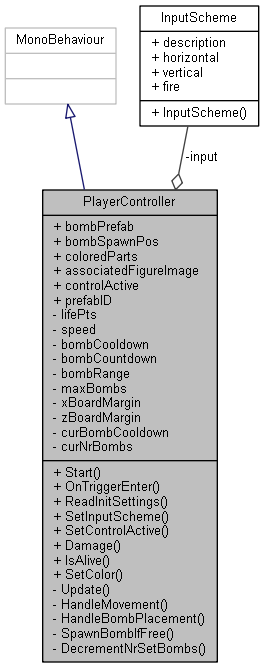 InputScheme
+ description
+ horizontal
+ vertical
+ fire
+ InputScheme()
MonoBehaviour
-input
PlayerController
+ bombPrefab
+ bombSpawnPos
+ coloredParts
+ associatedFigureImage
+ controlActive
+ prefabID
- lifePts
- speed
- bombCooldown
- bombCountdown
- bombRange
- maxBombs
- xBoardMargin
- zBoardMargin
- curBombCooldown
- curNrBombs
+ Start()
+ OnTriggerEnter()
+ ReadInitSettings()
+ SetInputScheme()
+ SetControlActive()
+ Damage()
+ IsAlive()
+ SetColor()
- Update()
- HandleMovement()
- HandleBombPlacement()
- SpawnBombIfFree()
- DecrementNrSetBombs()